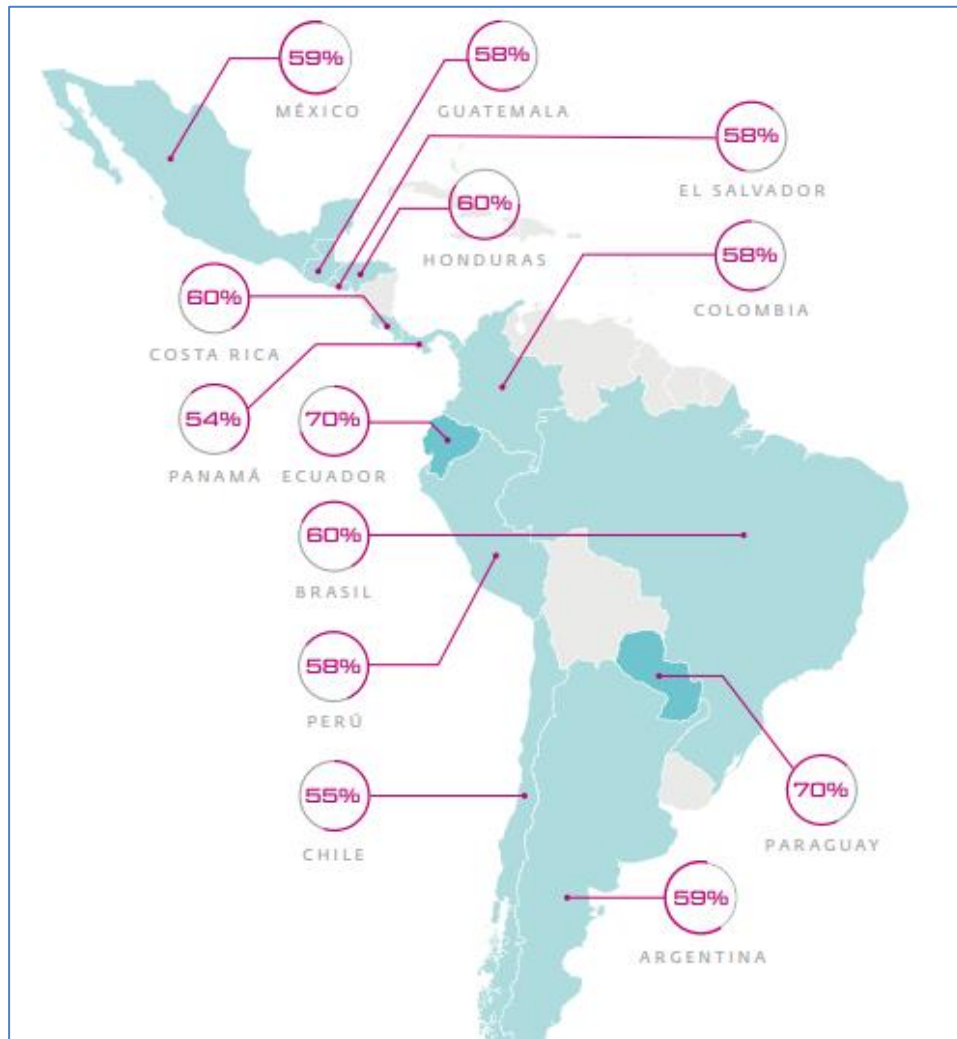 59%
MÉXICO
58%
GUATEMALA
58%
EL SALVADOR
60%
HONDURAS
58%
COLOMBIA
60%
COSTA RICA
54%
PANAMÁ
70%
ECUADOR
60%
BRASIL
58%
PERÚ
70%
PARAGUAY
55%
CHILE
59%
ARGENTINA